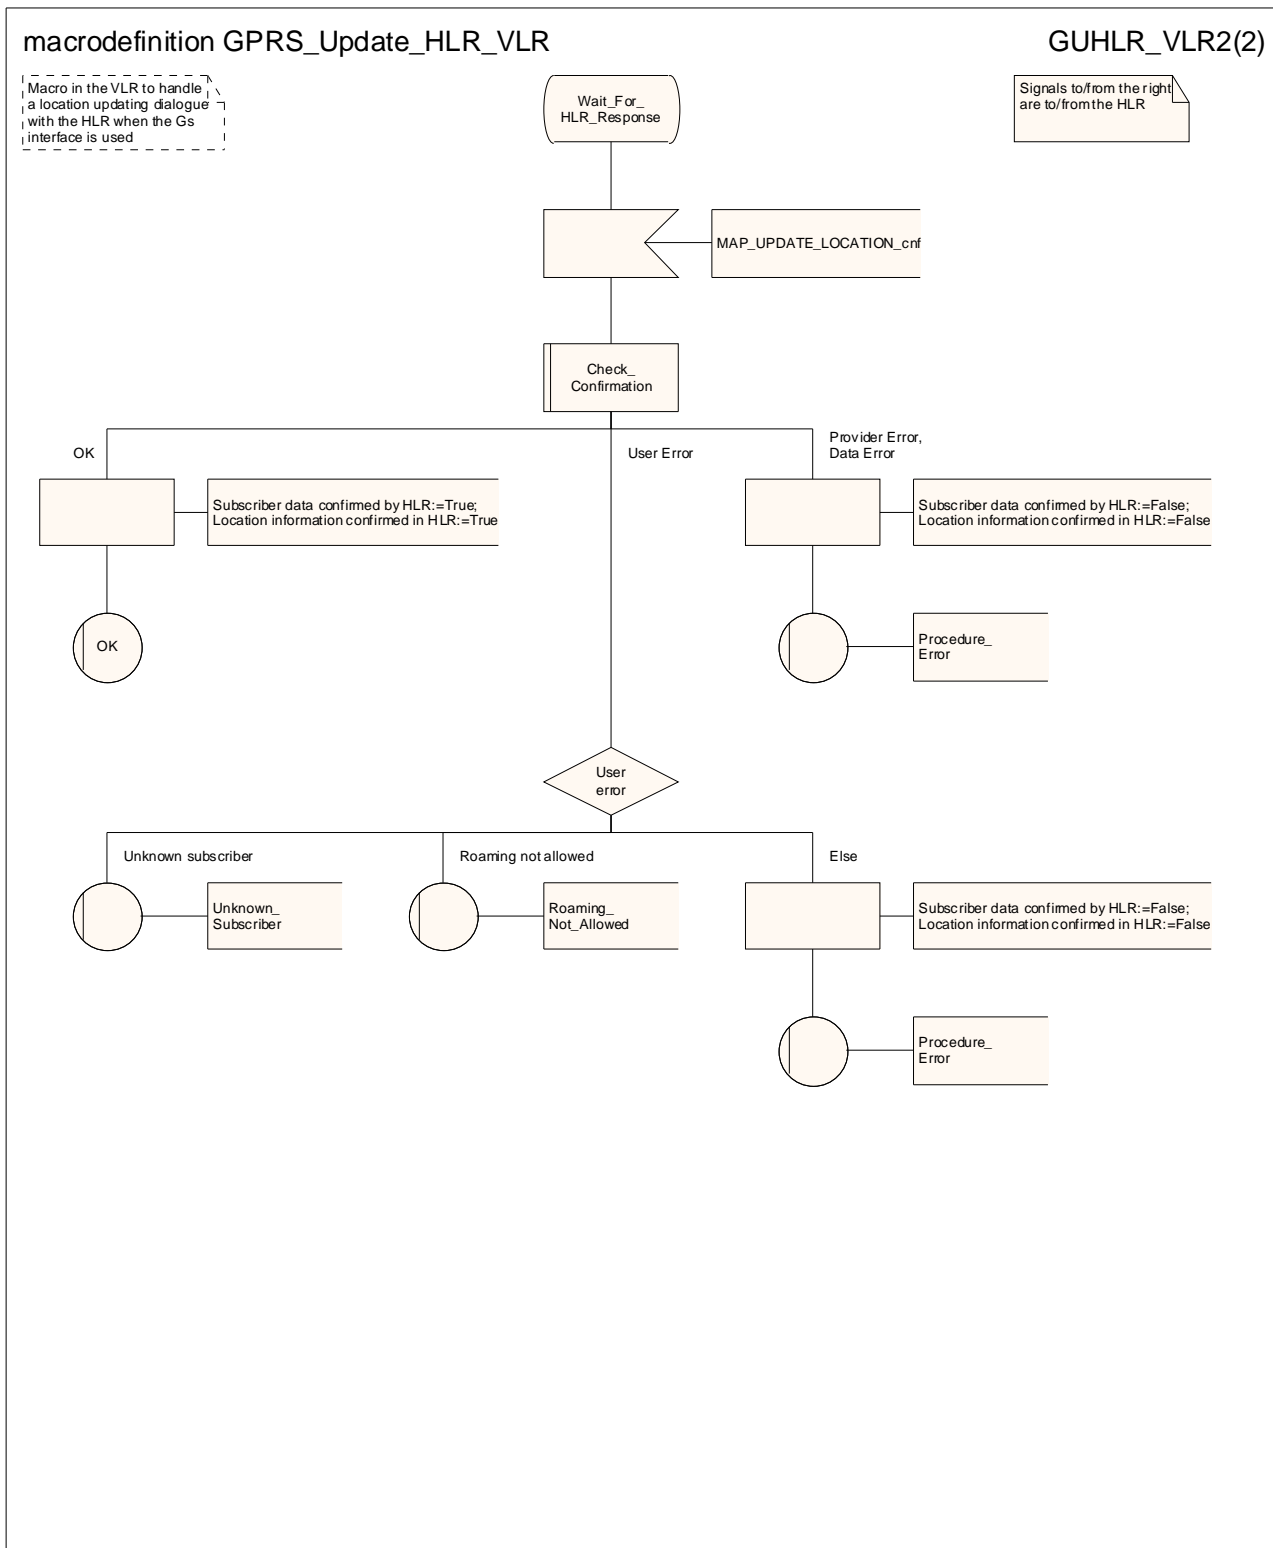 macrodefinition GPRS_Update_HLR_VLR
GUHLR_VLR2(2)
Macro in the VLR to handle
a location updating dialogue
with the HLR when the Gs
interface is used
Wait_For_
HLR_Response
Signals to/from the right
are to/from the HLR
MAP_UPDATE_LOCATION_cnf
Check_
Confirmation
OK
User Error
Provider Error,
Data Error
Subscriber data confirmed by HLR:=True;
Location information confirmed in HLR:=True
Subscriber data confirmed by HLR:=False;
Location information confirmed in HLR:=False
OK
Procedure_
Error
User
error
Unknown subscriber
Roaming not allowed
Else
Unknown_
Subscriber
Roaming_
Not_Allowed
Subscriber data confirmed by HLR:=False;
Location information confirmed in HLR:=False
Procedure_
Error